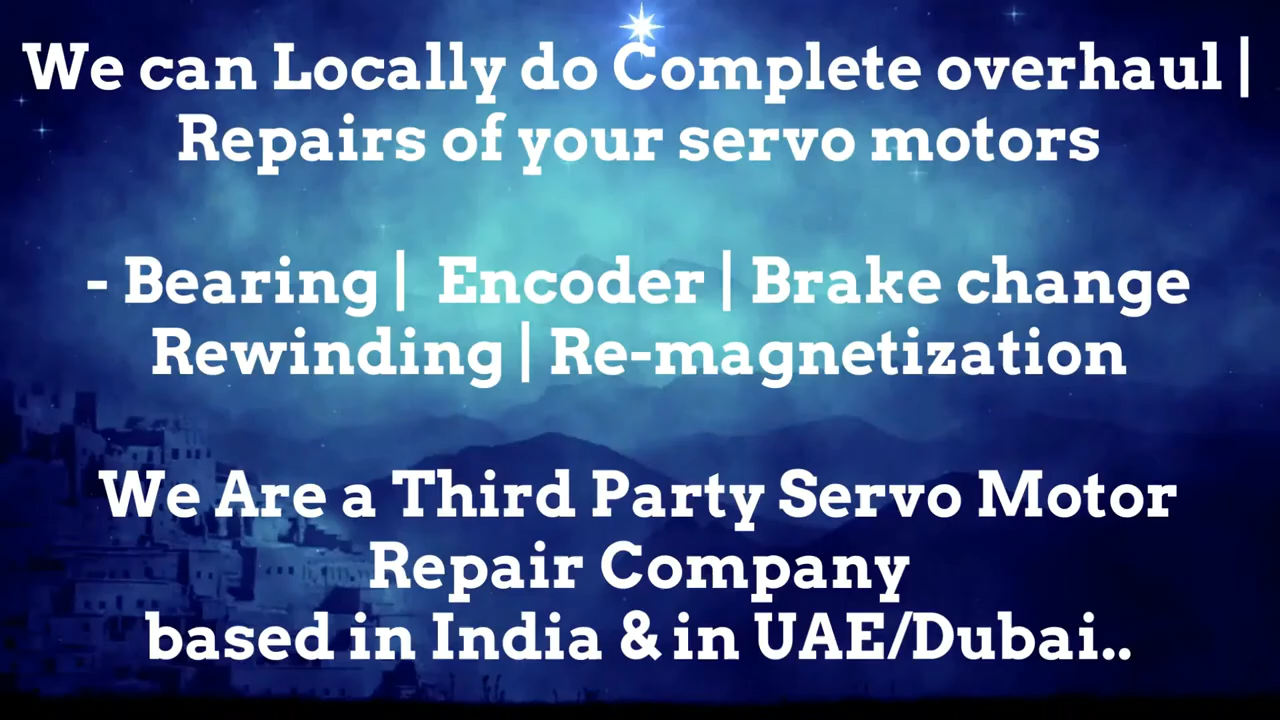 We can Locally do Complete overhaul |
Repairs of your servo motors
- Bearing | Encoder | Brake change
Rewinding | Re-magnetization
We Are a Third Party Servo Motor
Repair Company
based in India & in UAE/Dubai..